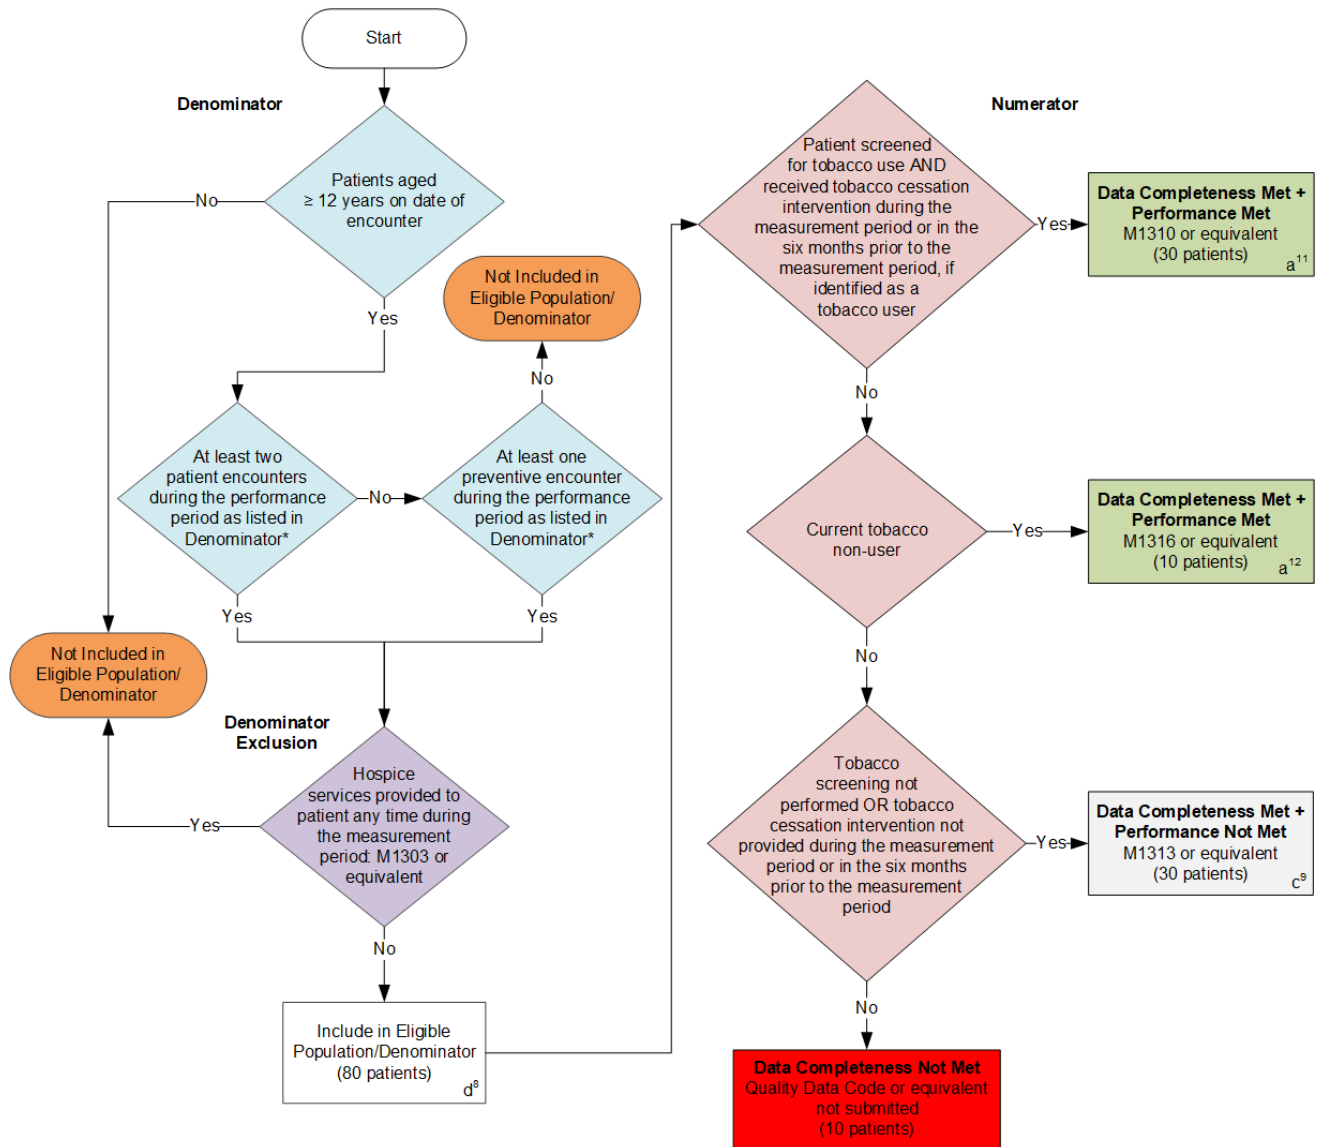 Start
Denominator
Patients aged
≥ 12 years on date of
encounter
No
Yes
Not Included in
Eligible Population/
Denominator
No
At least two
patient encounters
during the performance
period as listed in
Denominator*
No
At least one
preventive encounter
during the performance
period as listed in
Denominator*
Yes
Yes
Not Included in
Eligible Population/
Denominator
Denominator
Exclusion
Hospice
services provided to
patient any time during
the measurement
period: M1303 or
equivalent
Yes
No
Include in Eligible
Population/Denominator
(80 patients)
d⁸
Numerator
Patient screened
for tobacco use AND
received tobacco cessation
intervention during the
measurement period or in the
six months prior to the
measurement period, if
identified as a
tobacco user
Yes
Data Completeness Met +
Performance Met
M1310 or equivalent
(30 patients)
a¹¹
No
Current tobacco
non-user
Yes
Data Completeness Met +
Performance Met
M1316 or equivalent
(10 patients)
a¹²
No
Tobacco
screening not
performed OR tobacco
cessation intervention not
provided during the measurement
period or in the six months
prior to the measurement
period
Yes
Data Completeness Met +
Performance Not Met
M1313 or equivalent
(30 patients)
c⁹
No
Data Completeness Not Met
Quality Data Code or equivalent
not submitted
(10 patients)